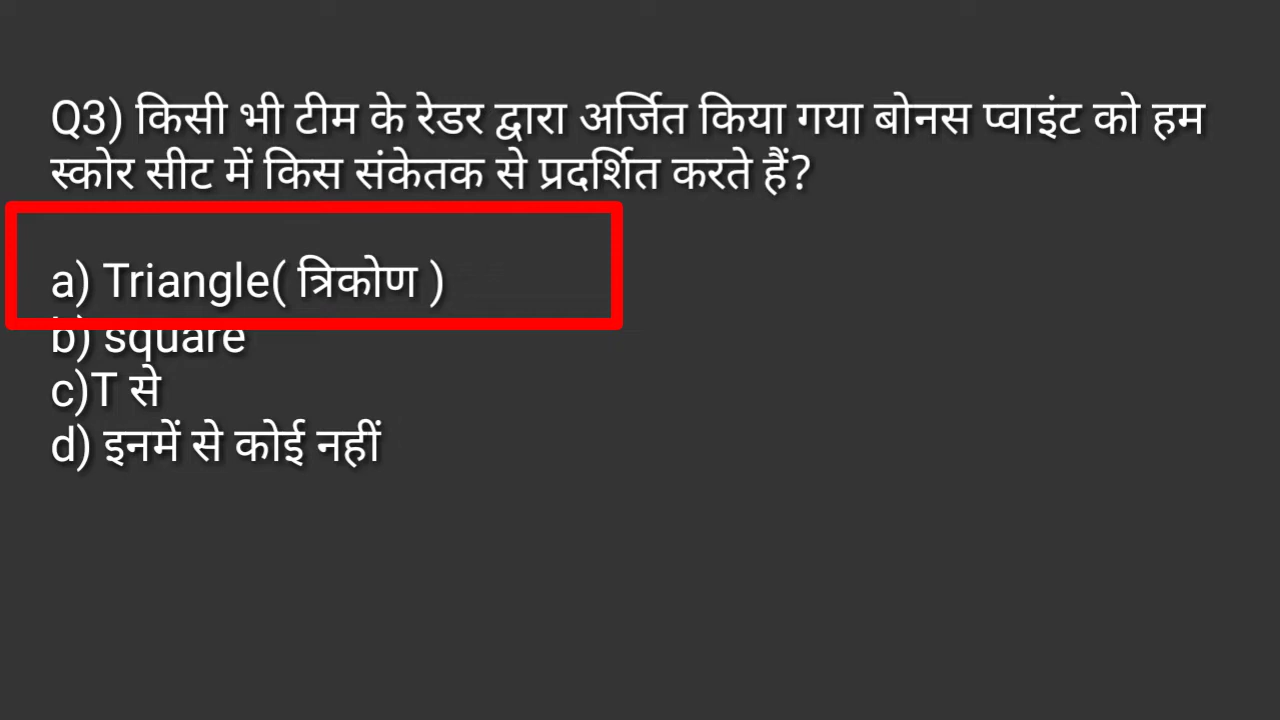 Q3) किसी भी टीम के रेडर द्वारा अर्जित किया गया बोनस प्वाइंट को हम
स्कोर सीट में किस संकेतक से प्रदर्शित करते हैं?
a) Triangle( त्रिकोण )
b) square
c)T से
d) इनमें से कोई नहीं